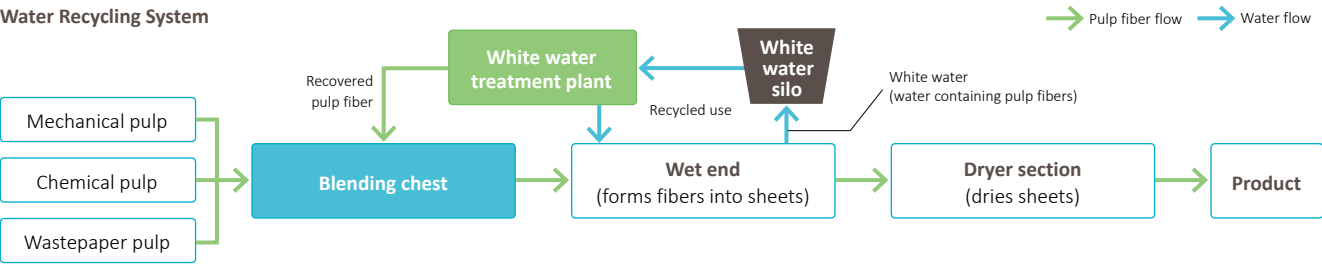 Water Recycling System
Pulp fiber flow
Water flow
White water
treatment plant
White
water
silo
Recovered
pulp fiber
Recycled use
White water
(water containing pulp fibers)
Mechanical pulp
Chemical pulp
Wastepaper pulp
Blending chest
Wet end
(forms fibers into sheets)
Dryer section
(dries sheets)
Product